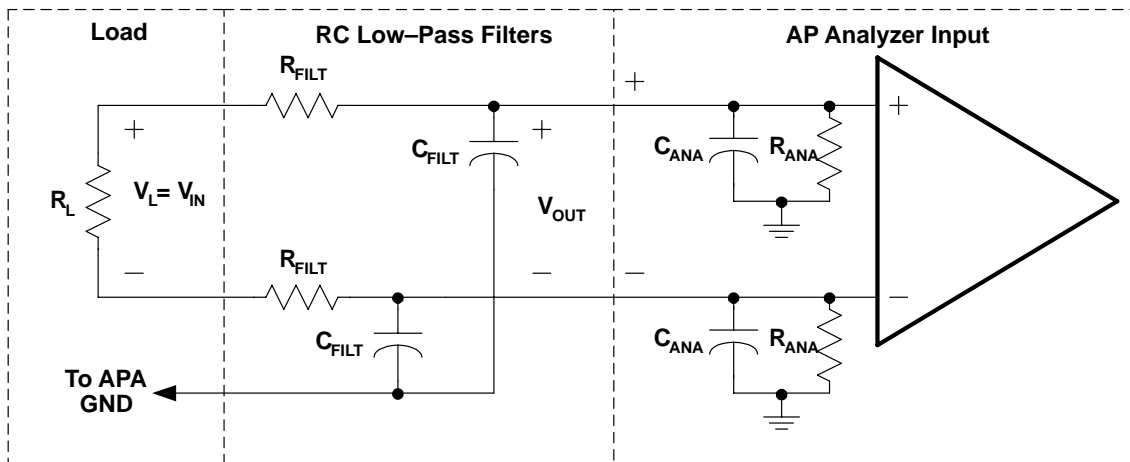 Load
RC Low–Pass Filters
AP Analyzer Input
R_FILT
+
+
+
C_FILT
+
C_ANA
R_ANA
R_L
V_L= V_IN
V_OUT
R_FILT
−
−
−
−
C_FILT
C_ANA
R_ANA
To APA
GND